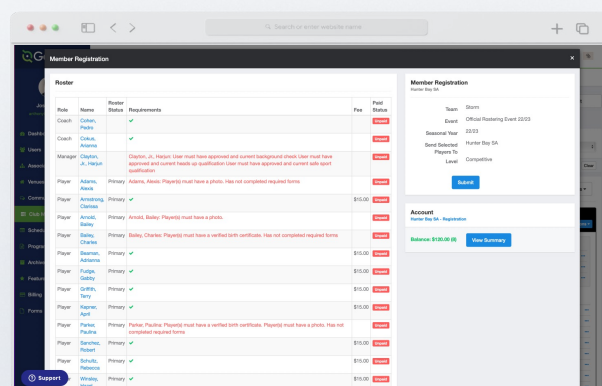 Search or enter website name
Member Registration
×
Roster
Role Name Roster Status Requirements Fee Paid Status
Coach Cohen, Pedro ✓ Unpaid
Coach Cokus, Arianna ✓ Unpaid
Manager Clayton, Jr., Harjun Clayton, Jr., Harjun: User must have approved and current background check User must have
approved and current heads up qualification User must have approved and current safe sport
qualification Unpaid
Player Adams, Alexis Primary Adams, Alexis: Player(s) must have a photo. Has not completed required forms Unpaid
Player Armstrong, Clarissa Primary ✓ $15.00 Unpaid
Player Arnold, Bailey Primary Arnold, Bailey: Player(s) must have a photo. Unpaid
Player Bailey, Charles Primary Bailey, Charles: Player(s) must have a verified birth certificate. Has not completed required forms Unpaid
Player Beaman, Adrianna Primary ✓ $15.00 Unpaid
Player Fudge, Gabby Primary ✓ $15.00 Unpaid
Player Griffith, Terry Primary ✓ $15.00 Unpaid
Player Kepner, April Primary ✓ $15.00 Unpaid
Player Parker, Paulina Primary Parker, Paulina: Player(s) must have a verified birth certificate. Player(s) must have a photo. Has not
completed required forms Unpaid
Player Sanchez, Robert Primary ✓ $15.00 Unpaid
Player Schultz, Rebecca Primary ✓ $15.00 Unpaid
Player Winsley, Primary ✓ $15.00 Unpaid
Member Registration
Hunter Bay SA
Team Storm
Event Official Rostering Event 22/23
Seasonal Year 22/23
Send Selected Players To Hunter Bay SA
Level Competitive
Submit
Account
Hunter Bay SA - Registration
Balance: $120.00 (8)
View Summary
Users
Billing
Forms
Clear
Support